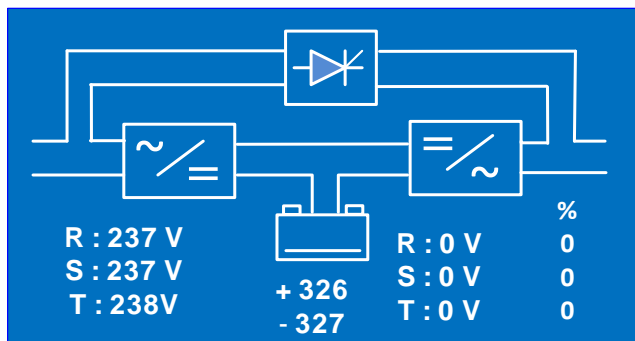 R : 237 V
S : 237 V
T : 238V
+ 326
- 327
%
R : 0 V 0
S : 0 V 0
T : 0 V 0